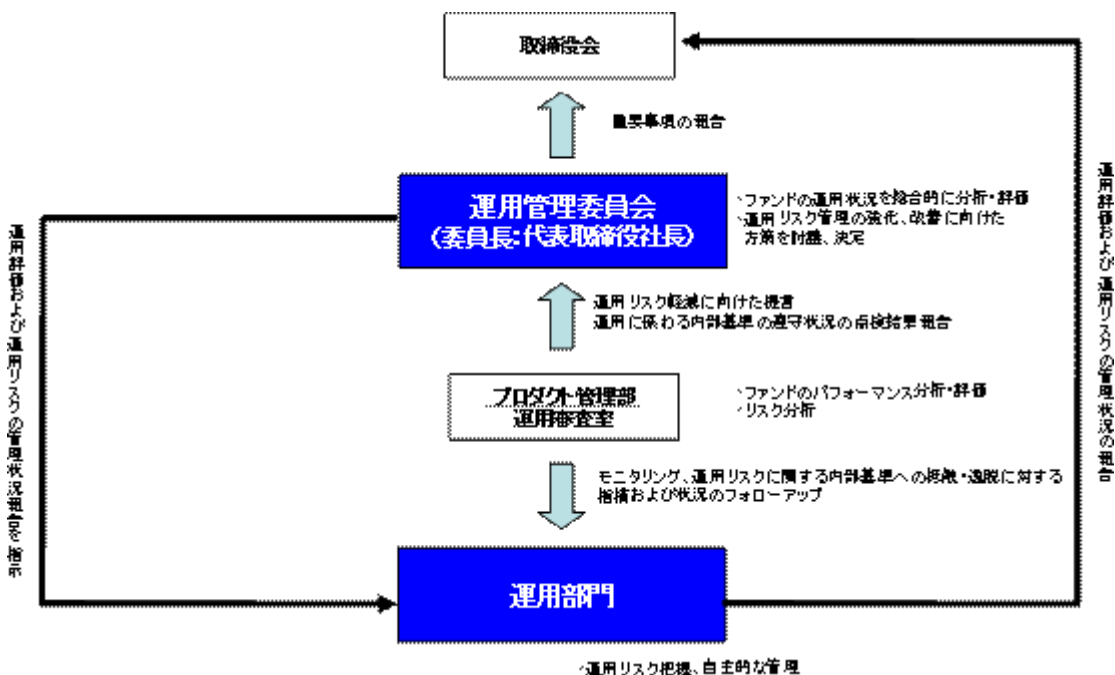 取締役会
重要事項の報告
運用管理委員会
(委員長:代表取締役社長)
・ファンドの運用状況を総合的に分析・評価
・運用リスク管理の強化、改善に向けた
方策を討議、決定
運用リスク軽減に向けた提言
運用に係わる内部基準の遵守状況の点検結果報告
プロダクト管理部
運用審査室
・ファンドのパフォーマンス分析・評価
・リスク分析
モニタリング、運用リスクに関する内部基準への抵触・逸脱に対する
指摘および状況のフォローアップ
運用部門
・運用リスク把握、自主的な管理
運用評価および運用リスクの管理状況報告を指示
運用評価および運用リスクの管理状況の報告